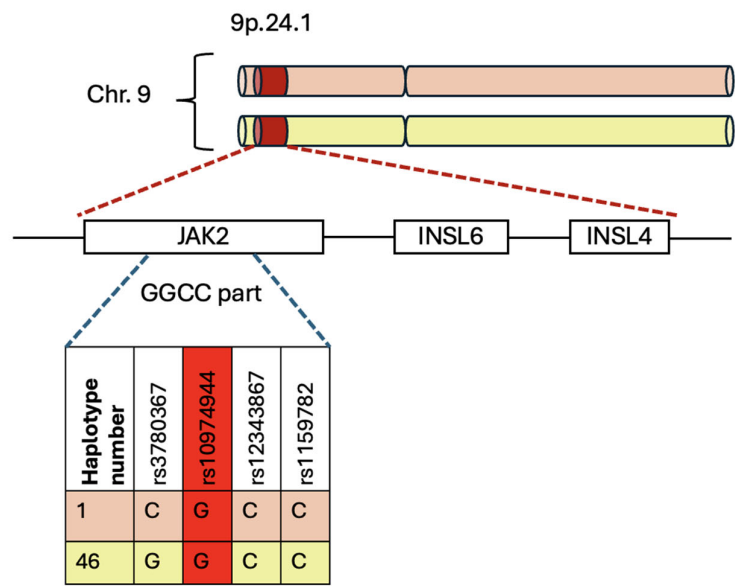 9p.24.1
Chr. 9
JAK2 INSL6 INSL4
GGCC part
Haplotype number rs3780367 rs10974944 rs12343867 rs1159782
1 C G C C
46 G G C C